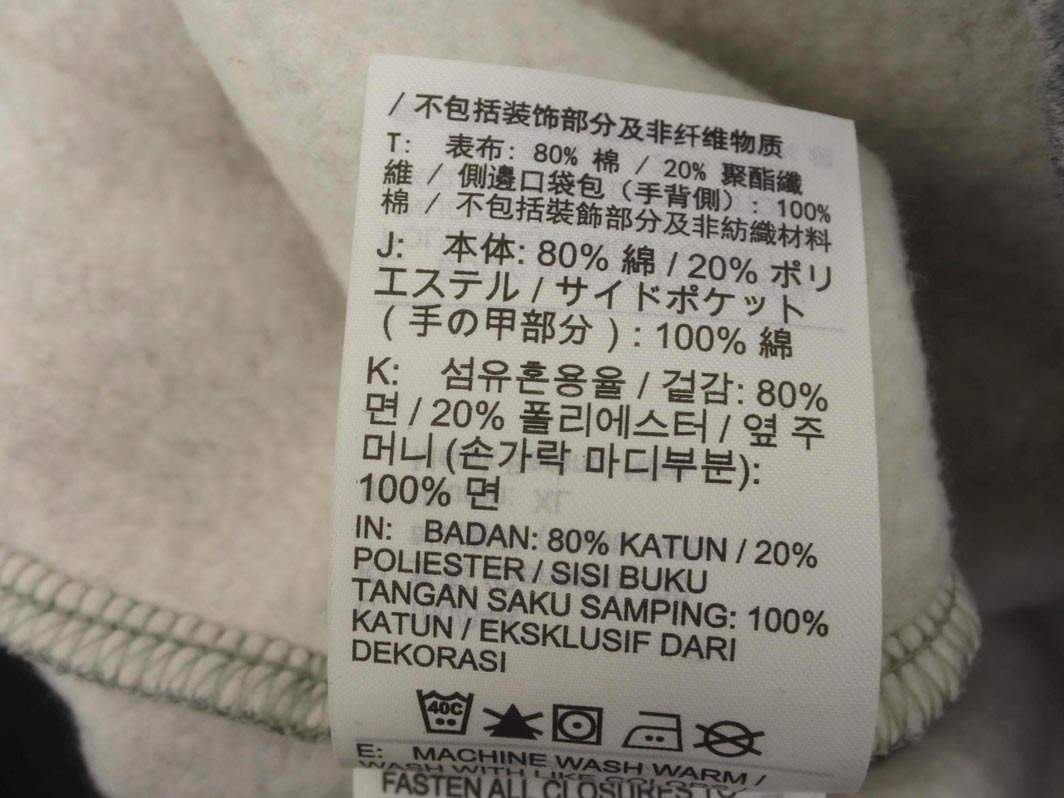 / 不包括装饰部分及非纤维物质
T: 表布: 80% 棉 / 20% 聚酯纖
維 / 側邊口袋包 (手背側) : 100%
棉 / 不包括裝飾部分及非紡織材料
J: 本体: 80% 綿 / 20% ポリ
エステル / サイドポケット
( 手の甲部分 ) : 100% 綿
K: 섬유혼용율 / 겉감: 80%
면 / 20% 폴리에스터 / 옆 주
머니 (손가락 마디부분):
100% 면
IN: BADAN: 80% KATUN / 20%
POLIESTER / SISI BUKU
TANGAN SAKU SAMPING: 100%
KATUN / EKSKLUSIF DARI
DEKORASI
40C
E: MACHINE WASH WARM /
WASH WITH LIKE COLORS /
FASTEN ALL CLOSURES TO